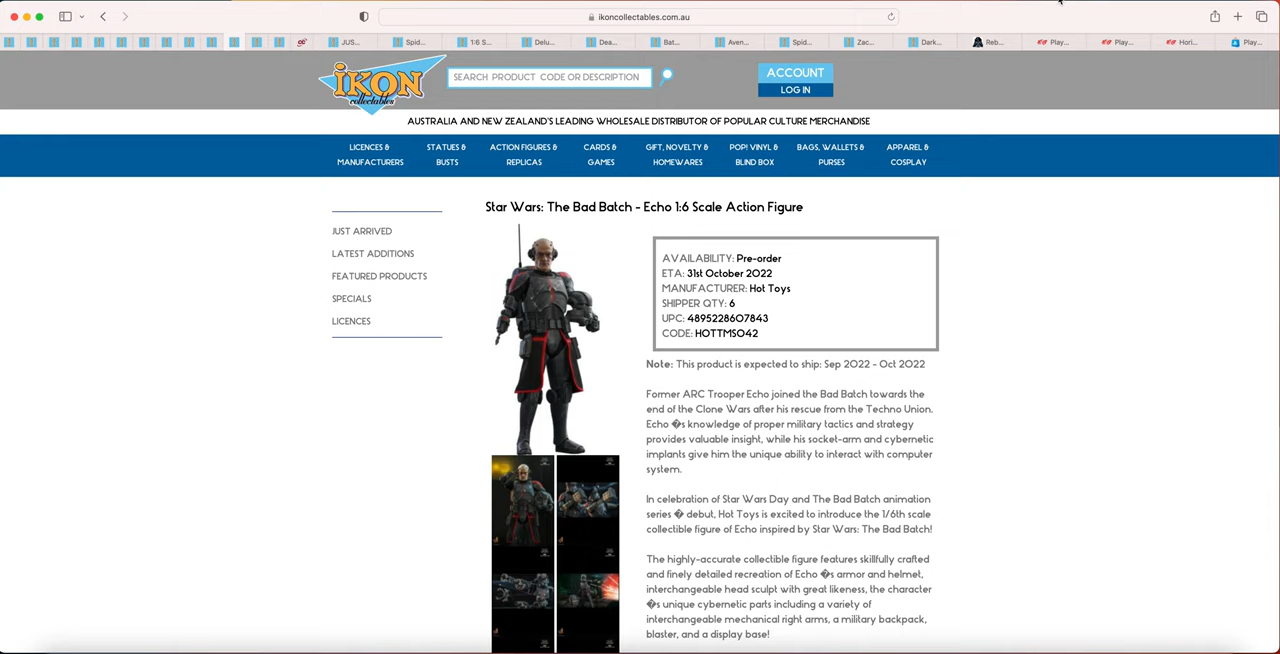 ikoncollectables.com.au
JUS...
Spid...
1:6 S...
Delu...
Dea...
Bat...
Aven...
Spid...
Zac...
Dark...
Reb...
Play...
Play...
Hori...
Play...
iKON
collectables
SEARCH PRODUCT CODE OR DESCRIPTION
ACCOUNT
LOG IN
AUSTRALIA AND NEW ZEALAND'S LEADING WHOLESALE DISTRIBUTOR OF POPULAR CULTURE MERCHANDISE
LICENCES &
MANUFACTURERS
STATUES &
BUSTS
ACTION FIGURES &
REPLICAS
CARDS &
GAMES
GIFT, NOVELTY &
HOMEWARES
POP! VINYL &
BLIND BOX
BAGS, WALLETS &
PURSES
APPAREL &
COSPLAY
JUST ARRIVED
LATEST ADDITIONS
FEATURED PRODUCTS
SPECIALS
LICENCES
Star Wars: The Bad Batch - Echo 1:6 Scale Action Figure
AVAILABILITY: Pre-order
ETA: 31st October 2022
MANUFACTURER: Hot Toys
SHIPPER QTY: 6
UPC: 4895228607843
CODE: HOTTMS042
Note: This product is expected to ship: Sep 2022 - Oct 2022
Former ARC Trooper Echo joined the Bad Batch towards the
end of the Clone Wars after his rescue from the Techno Union.
Echo �s knowledge of proper military tactics and strategy
provides valuable insight, while his socket-arm and cybernetic
implants give him the unique ability to interact with computer
system.
In celebration of Star Wars Day and The Bad Batch animation
series � debut, Hot Toys is excited to introduce the 1/6th scale
collectible figure of Echo inspired by Star Wars: The Bad Batch!
The highly-accurate collectible figure features skillfully crafted
and finely detailed recreation of Echo �s armor and helmet,
interchangeable head sculpt with great likeness, the character
�s unique cybernetic parts including a variety of
interchangeable mechanical right arms, a military backpack,
blaster, and a display base!